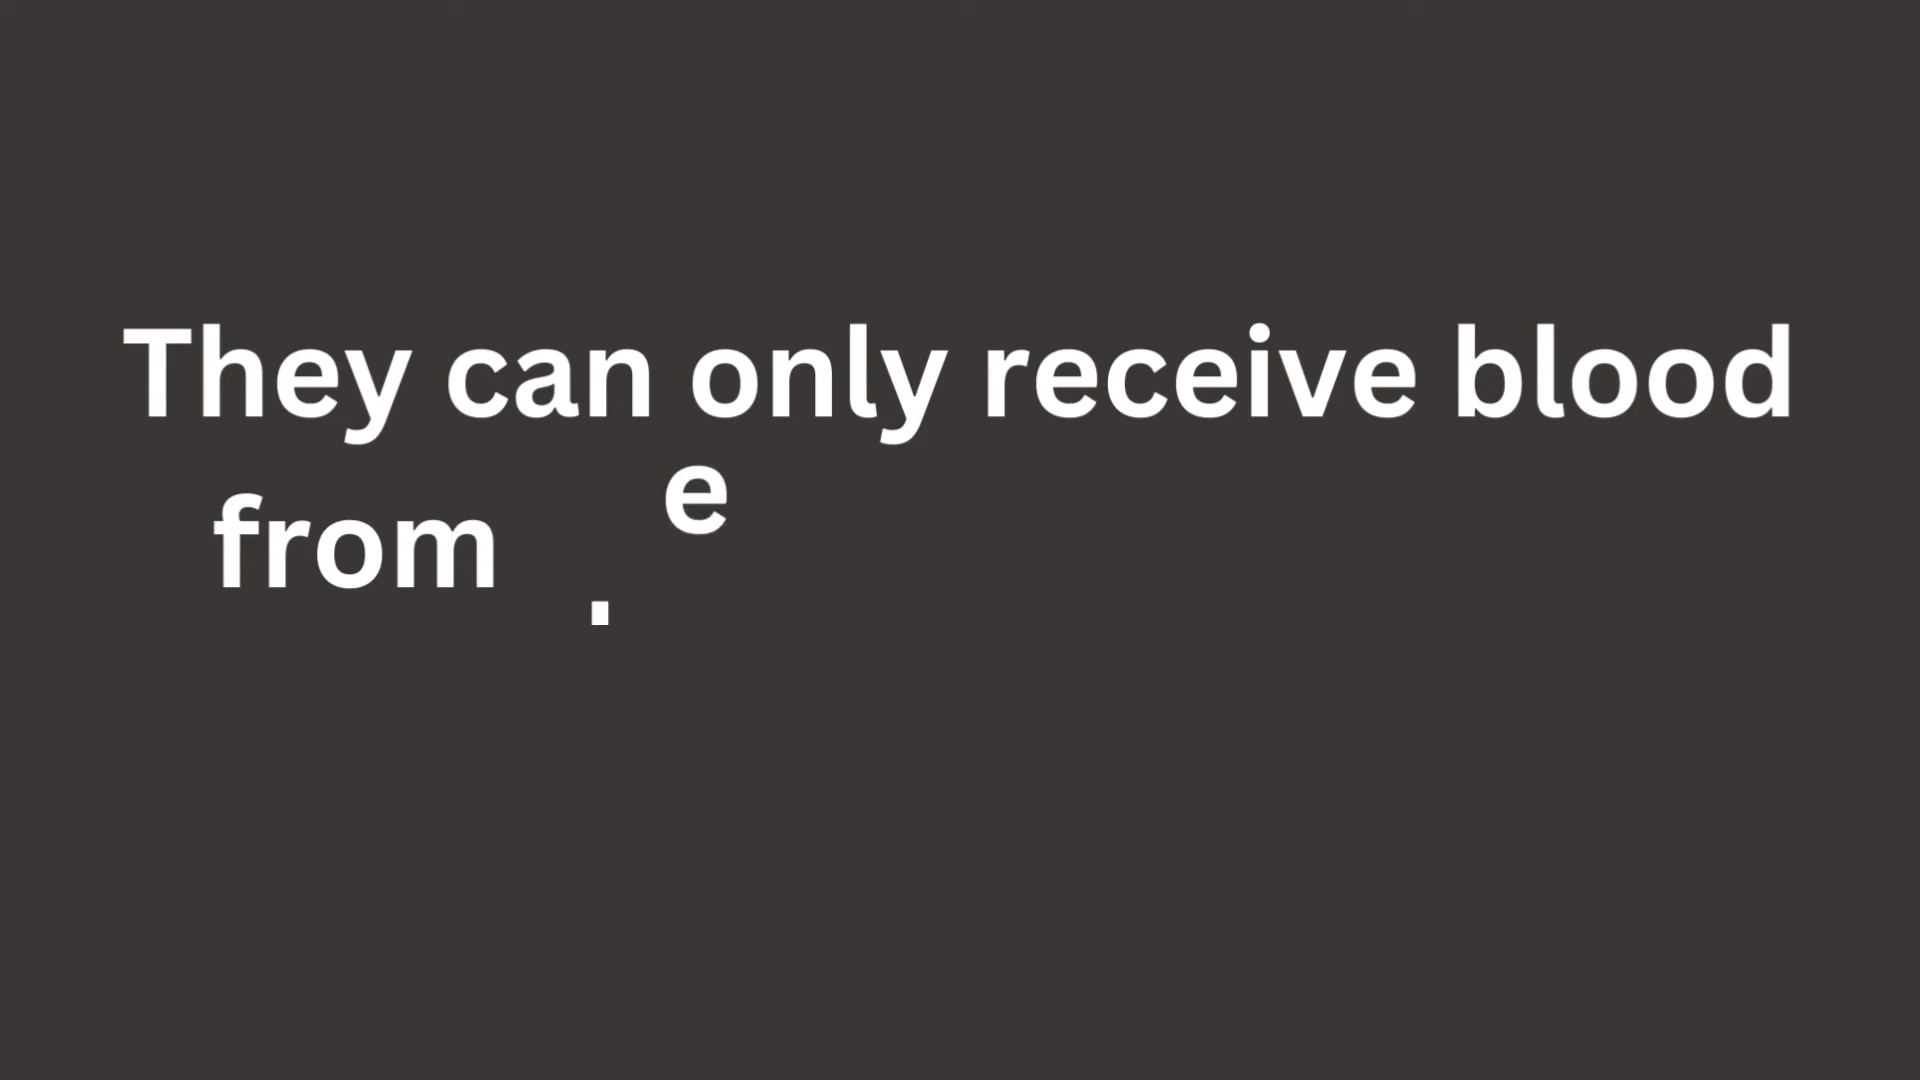 They can only receive blood
from e
.